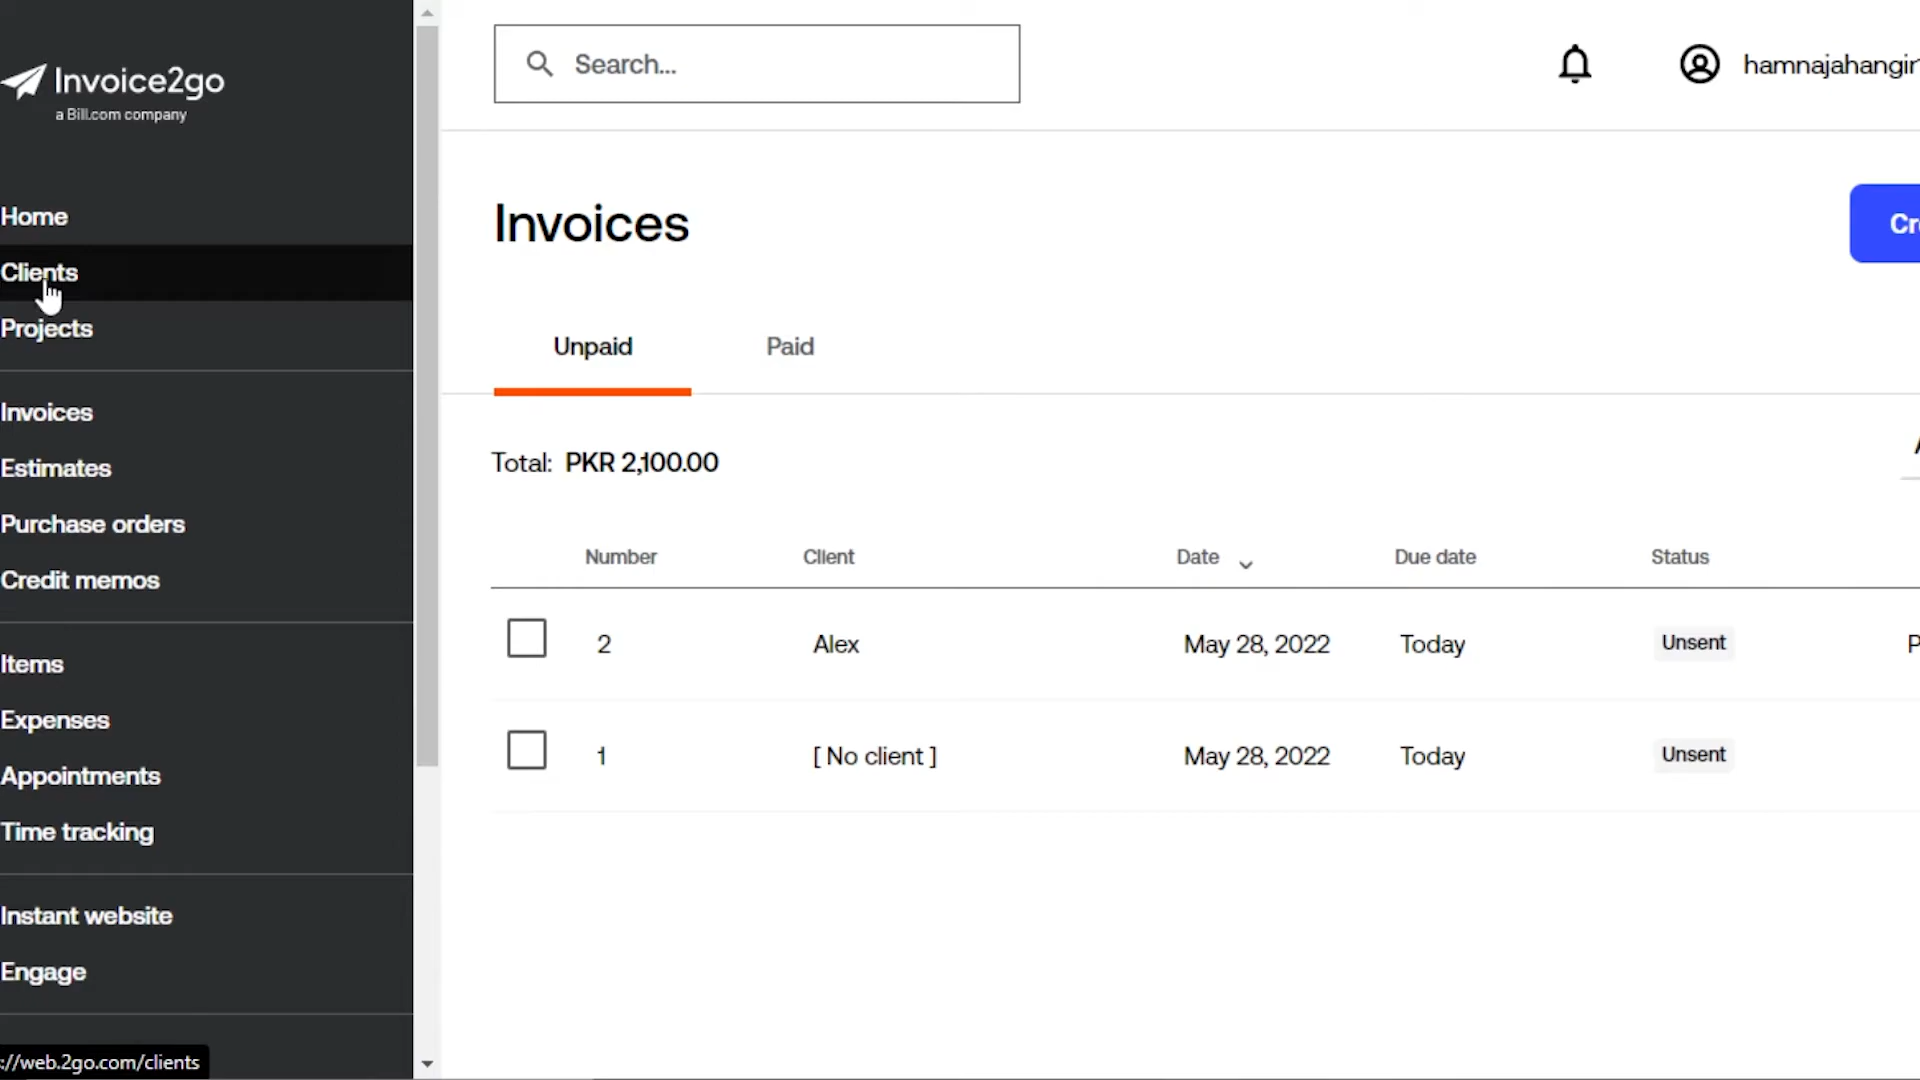 Invoice2go
a Bill.com company
Home
Clients
Projects
Invoices
Estimates
Purchase orders
Credit memos
Items
Expenses
Appointments
Time tracking
Instant website
Engage
://web.2go.com/clients
Search...
hamnajahangir
Invoices
Cr
Unpaid
Paid
Total: PKR 2,100.00
Number Client Date Due date Status
2 Alex May 28, 2022 Today Unsent P
1 [ No client ] May 28, 2022 Today Unsent